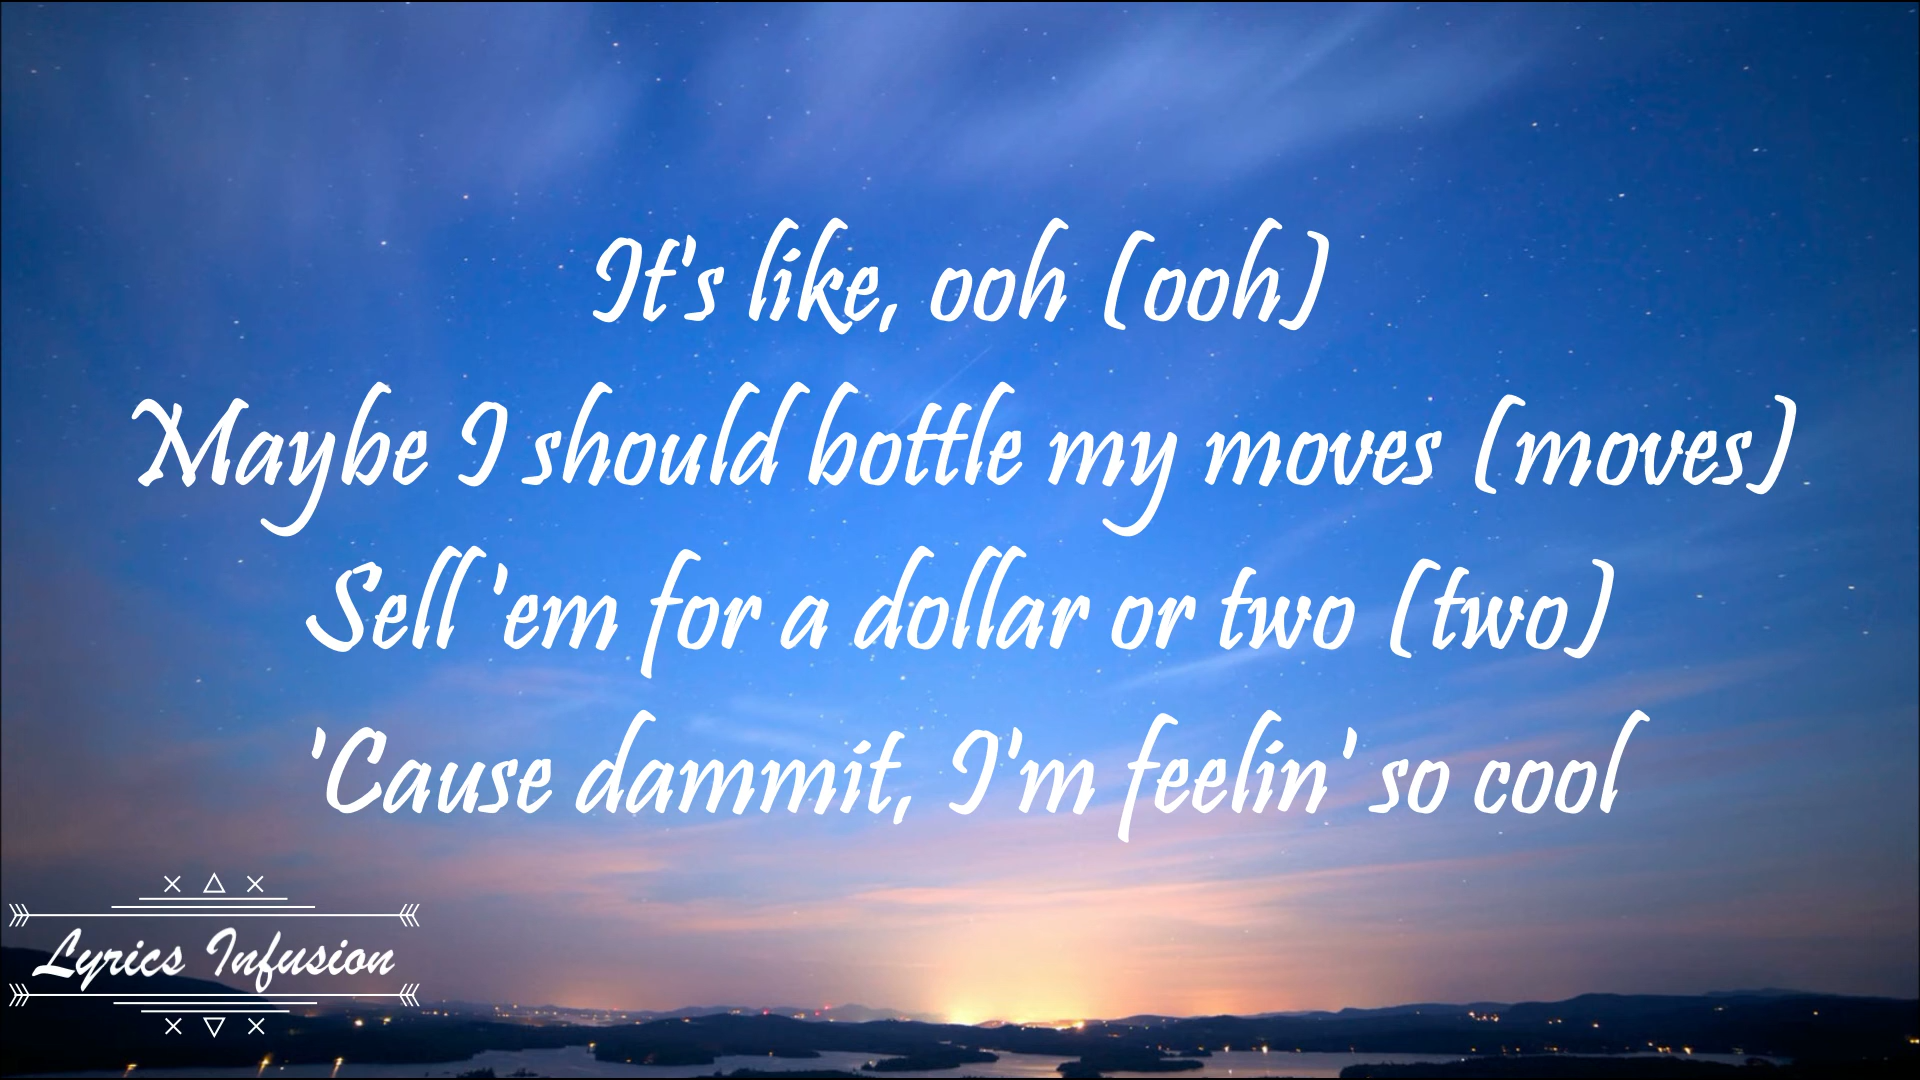 It's like, ooh (ooh)
Maybe I should bottle my moves (moves)
Sell 'em for a dollar or two (two)
'Cause dammit, I'm feelin' so cool
Lyrics Infusion